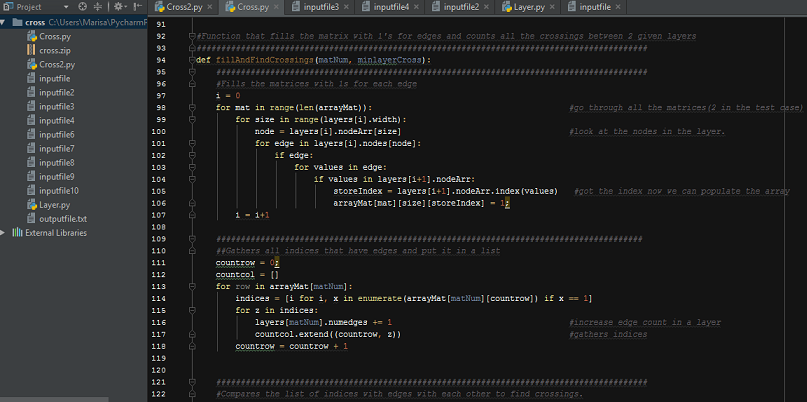 Project
Cross2.py
Cross.py
inputfile3
inputfile4
inputfile2
Layer.py
inputfile
cross C:\Users\Marisa\PycharmP
Cross.py
cross.zip
Cross2.py
inputfile
inputfile2
inputfile3
inputfile4
inputfile6
inputfile7
inputfile8
inputfile9
inputfile10
Layer.py
outputfile.txt
External Libraries
91
92 #Function that fills the matrix with 1's for edges and counts all the crossings between 2 given layers
93 ############################################################################################
94 def fillAndFindCrossings(matNum, minlayerCross):
95 ########################################################################################
96 #Fills the matrices with 1s for each edge
97 i = 0
98 for mat in range(len(arrayMat)): #go through all the matrices(2 in the test case)
99 for size in range(layers[i].width):
100 node = layers[i].nodeArr[size] #look at the nodes in the layer.
101 for edge in layers[i].nodes[node]:
102 if edge:
103 for values in edge:
104 if values in layers[i+1].nodeArr:
105 storeIndex = layers[i+1].nodeArr.index(values) #got the index now we can populate the array
106 arrayMat[mat][size][storeIndex] = 1;
107 i = i+1
108
109 #######################################################################################
110 ##Gathers all indices that have edges and put it in a list
111 countrow = 0;
112 countcol = []
113 for row in arrayMat[matNum]:
114 indices = [i for i, x in enumerate(arrayMat[matNum][countrow]) if x == 1]
115 for z in indices:
116 layers[matNum].numedges += 1 #increase edge count in a layer
117 countcol.extend((countrow, z)) #gathers indices
118 countrow = countrow + 1
119
120
121 ########################################################################################
122 #Compares the list of indices with edges with each other to find crossings.